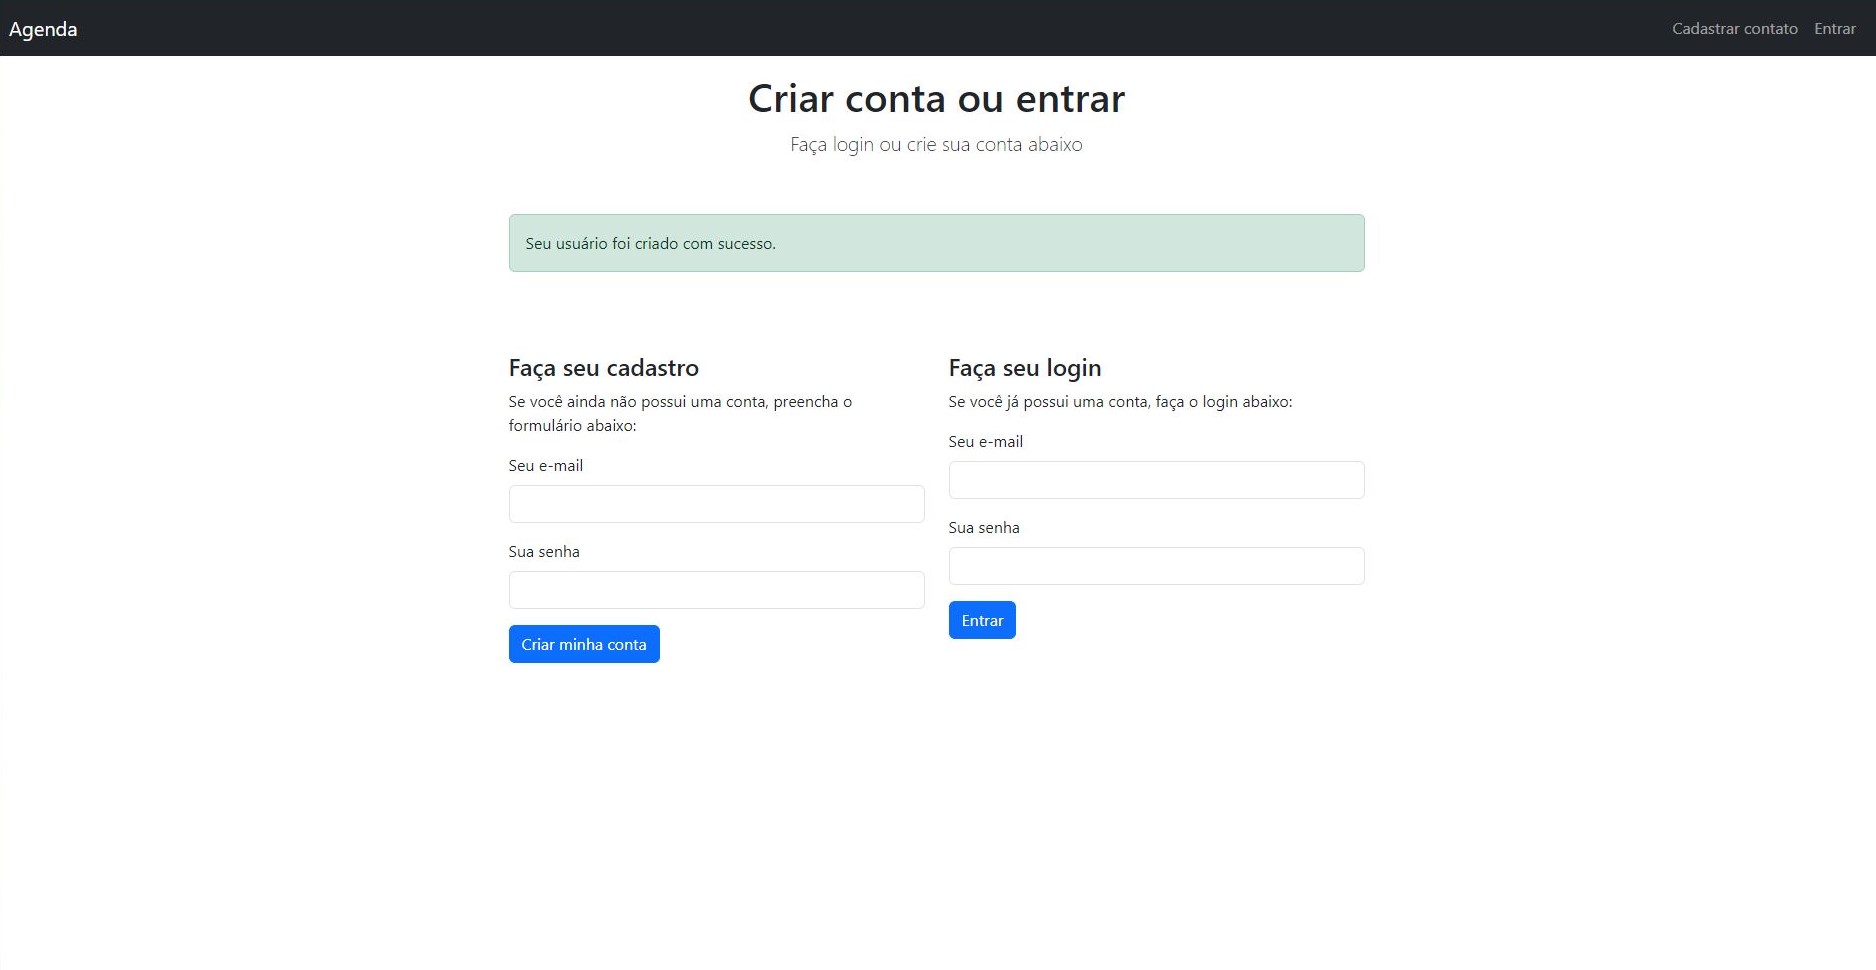 Agenda
Cadastrar contato
Entrar
Criar conta ou entrar
Faça login ou crie sua conta abaixo
Seu usuário foi criado com sucesso.
Faça seu cadastro
Se você ainda não possui uma conta, preencha o
formulário abaixo:
Seu e-mail
Sua senha
Criar minha conta
Faça seu login
Se você já possui uma conta, faça o login abaixo:
Seu e-mail
Sua senha
Entrar